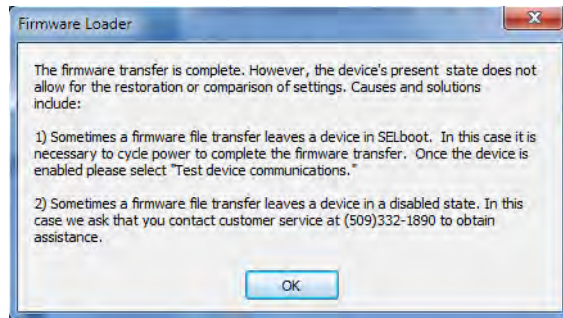 Firmware Loader
The firmware transfer is complete. However, the device's present state does not
allow for the restoration or comparison of settings. Causes and solutions
include:
1) Sometimes a firmware file transfer leaves a device in SELboot. In this case it is
necessary to cycle power to complete the firmware transfer. Once the device is
enabled please select "Test device communications."
2) Sometimes a firmware file transfer leaves a device in a disabled state. In this
case we ask that you contact customer service at (509)332-1890 to obtain
assistance.
OK